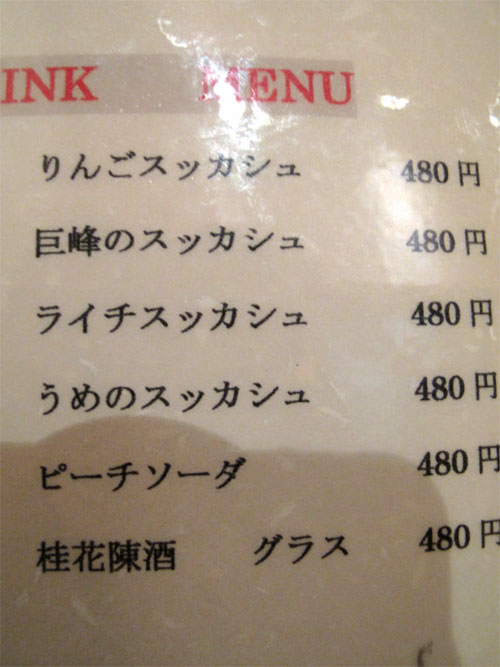 INK MENU
りんごスッカシュ 480円
巨峰のスッカシュ 480円
ライチスッカシュ 480円
うめのスッカシュ 480円
ピーチソーダ 480円
桂花陳酒 グラス 480円